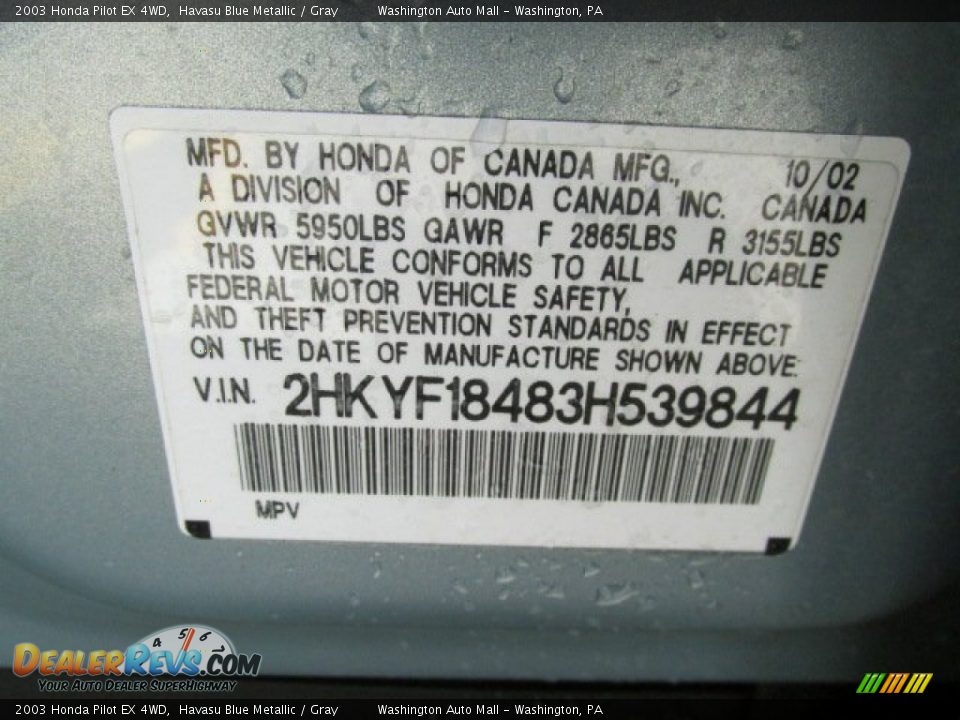 2003 Honda Pilot EX 4WD, Havasu Blue Metallic / Gray Washington Auto Mall - Washington, PA
MFD. BY HONDA OF CANADA MFG., 10/02
A DIVISION OF HONDA CANADA INC. CANADA
GVWR 5950LBS GAWR F 2865LBS R 3155LBS
THIS VEHICLE CONFORMS TO ALL APPLICABLE
FEDERAL MOTOR VEHICLE SAFETY,
AND THEFT PREVENTION STANDARDS IN EFFECT
ON THE DATE OF MANUFACTURE SHOWN ABOVE.
V.I.N. 2HKYF18483H539844
MPV
4 5 6
DEALERREVS.COM
YOUR AUTO DEALER SUPERHIGHWAY
2003 Honda Pilot EX 4WD, Havasu Blue Metallic / Gray Washington Auto Mall - Washington, PA